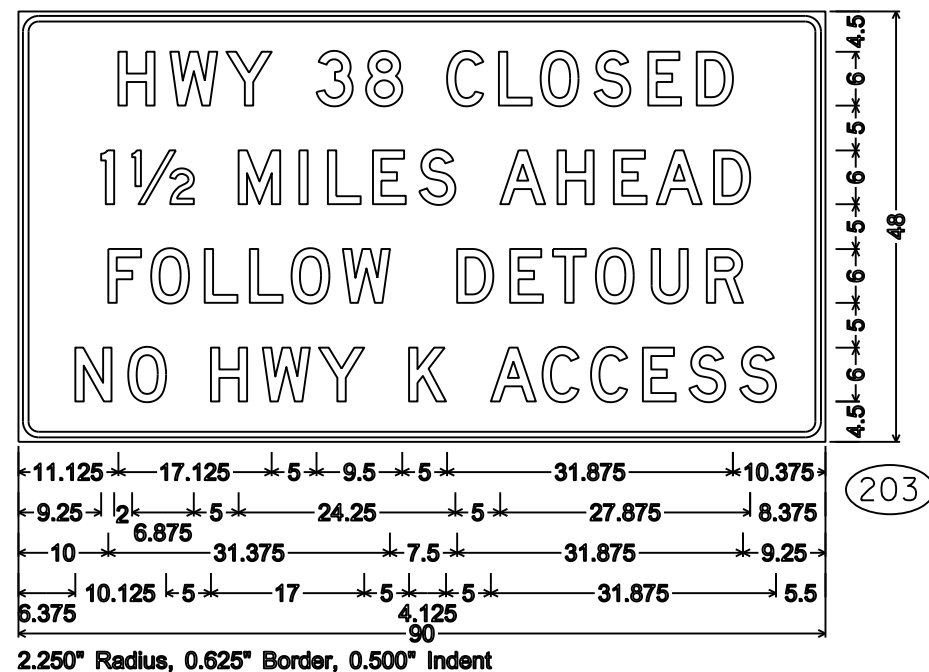 HWY 38 CLOSED
1½ MILES AHEAD
FOLLOW DETOUR
NO HWY K ACCESS
4.5
6
5
6
5
6
5
6
4.5
48
11.125 17.125 5 9.5 5 31.875 10.375
9.25 2 6.875 5 24.25 5 27.875 8.375
10 31.375 7.5 31.875 9.25
6.375 10.125 5 17 5 4.125 5 31.875 5.5
90
203
2.250" Radius, 0.625" Border, 0.500" Indent